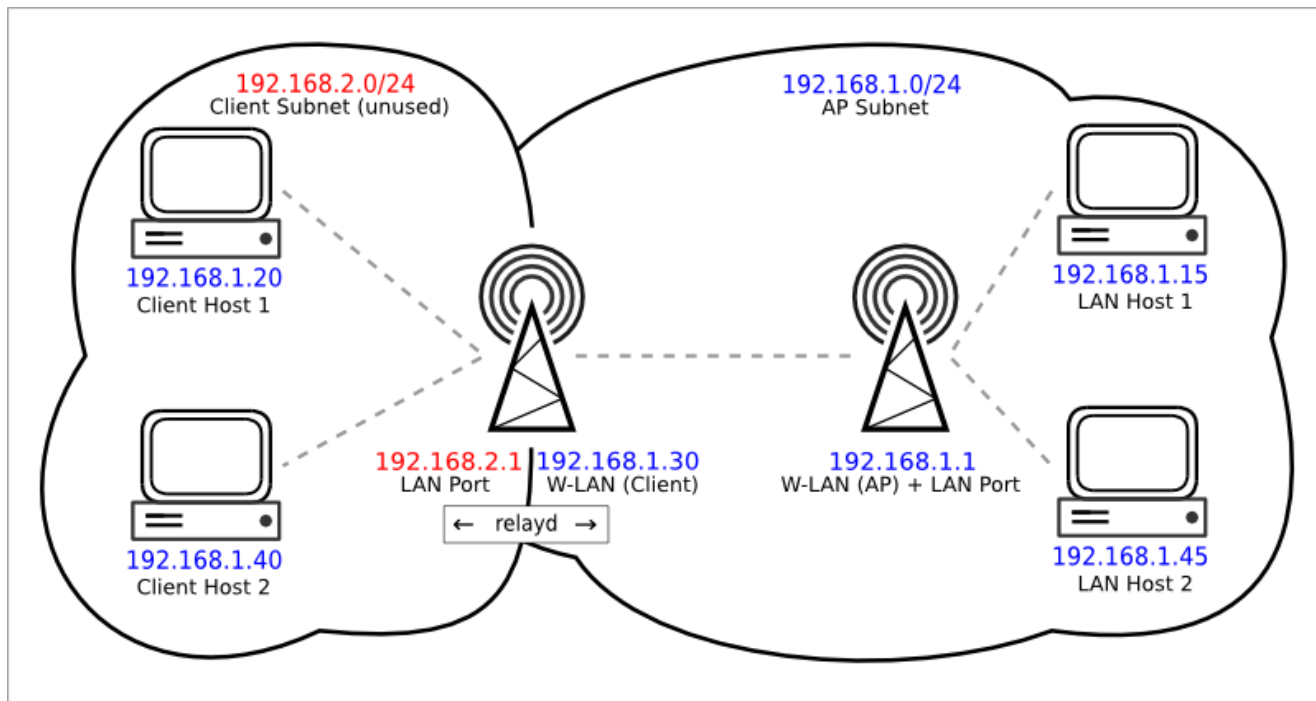 192.168.2.0/24
Client Subnet (unused)
192.168.1.0/24
AP Subnet
192.168.1.20
Client Host 1
192.168.1.15
LAN Host 1
192.168.2.1
LAN Port
192.168.1.30
W-LAN (Client)
192.168.1.1
W-LAN (AP) + LAN Port
← relayd →
192.168.1.40
Client Host 2
192.168.1.45
LAN Host 2